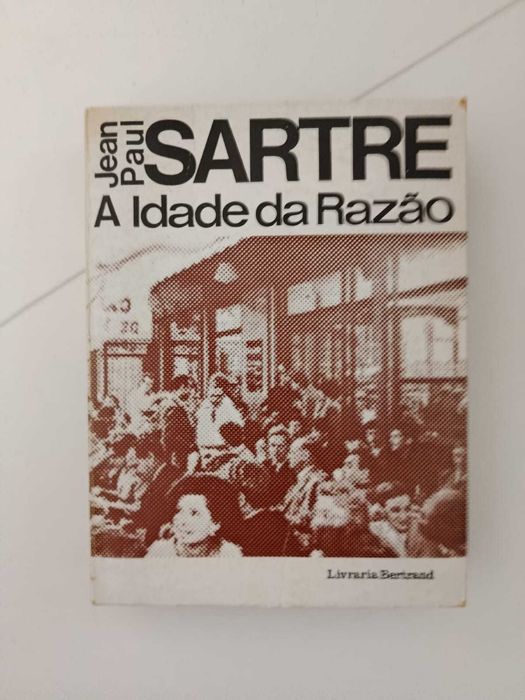 Jean
Paul
SARTRE
A Idade da Razão
Livraria Bertrand